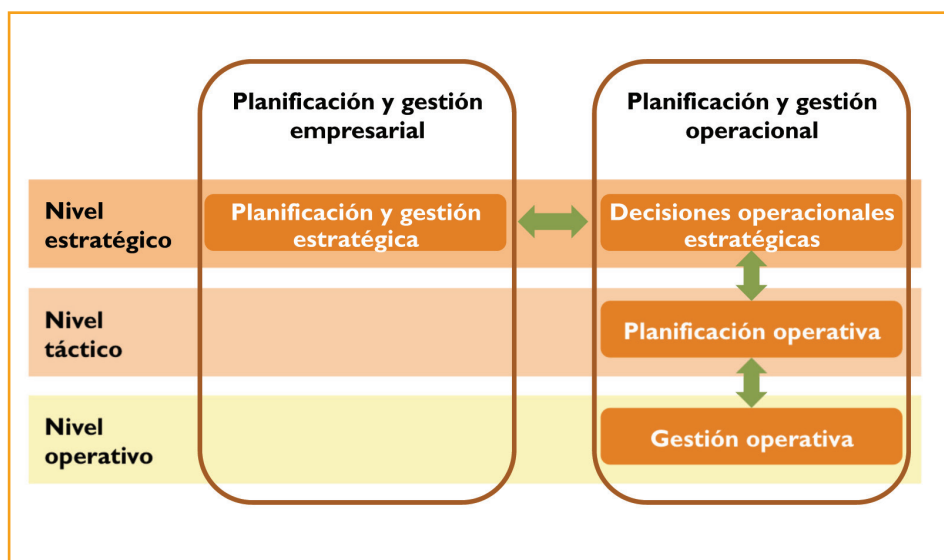 Planificación y gestión
empresarial
Planificación y gestión
operacional
Nivel
estratégico
Planificación y gestión
estratégica
Decisiones operacionales
estratégicas
Nivel
táctico
Planificación operativa
Nivel
operativo
Gestión operativa